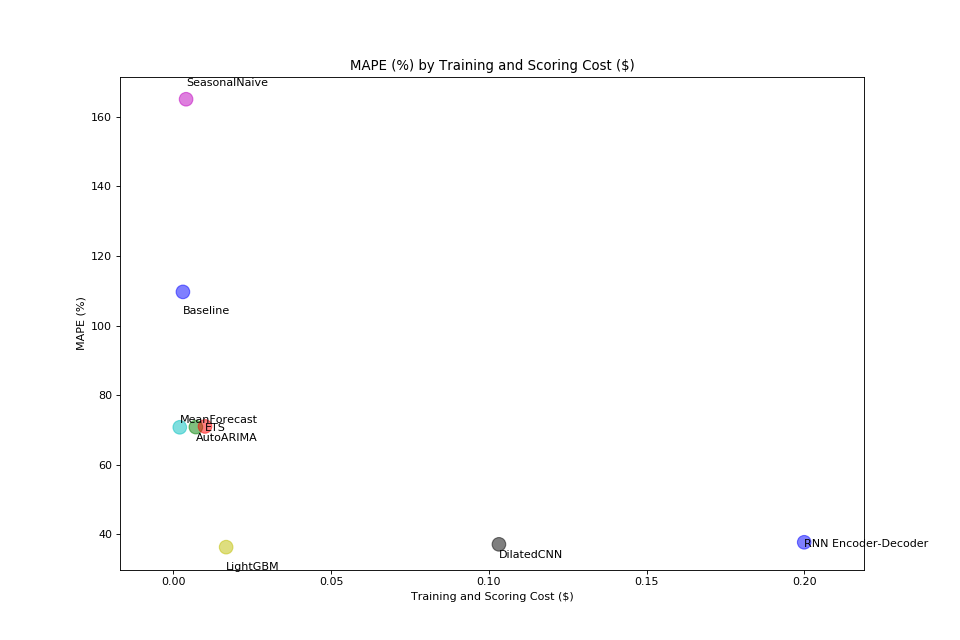 MAPE (%) by Training and Scoring Cost ($)
SeasonalNaive
160
140
120
Baseline
100
MAPE (%)
80
MeanForecast
ETS
AutoARIMA
60
40
RNN Encoder-Decoder
DilatedCNN
LightGBM
0.00 0.05 0.10 0.15 0.20
Training and Scoring Cost ($)